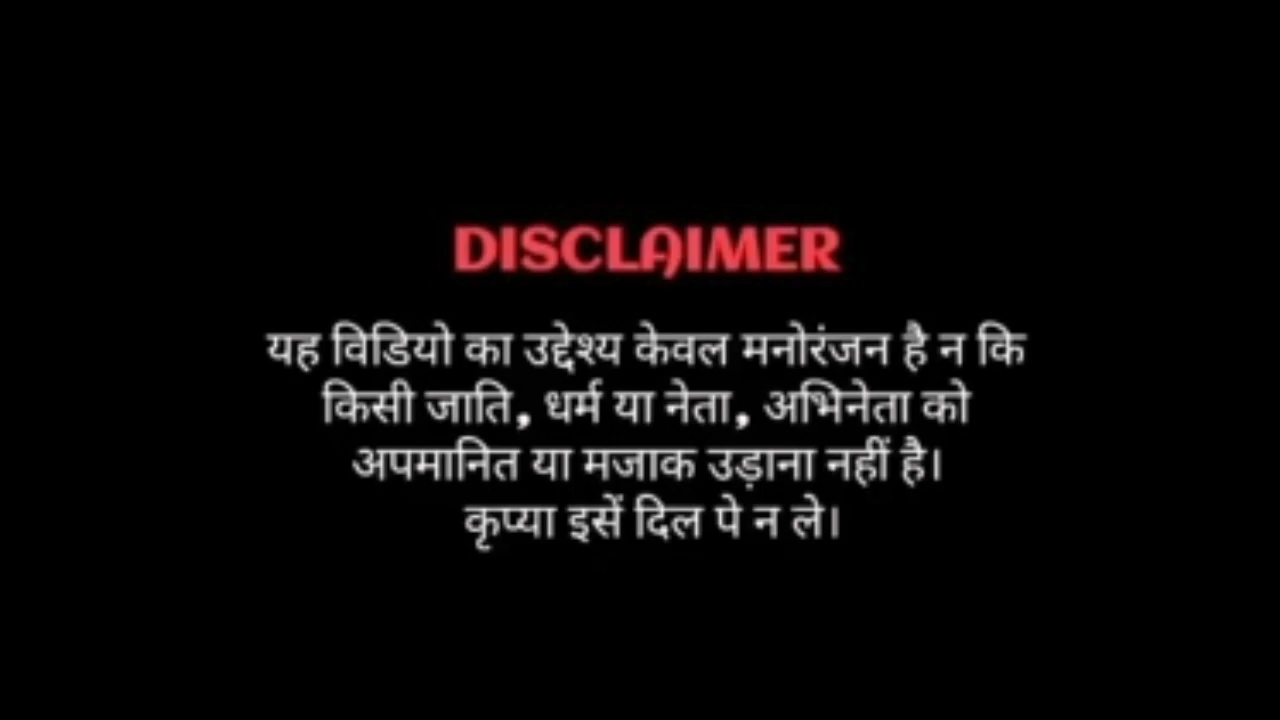 DISCLAIMER
यह विडियो का उद्देश्य केवल मनोरंजन है न कि
किसी जाति, धर्म या नेता, अभिनेता को
अपमानित या मजाक उड़ाना नहीं है।
कृप्या इसें दिल पे न ले।